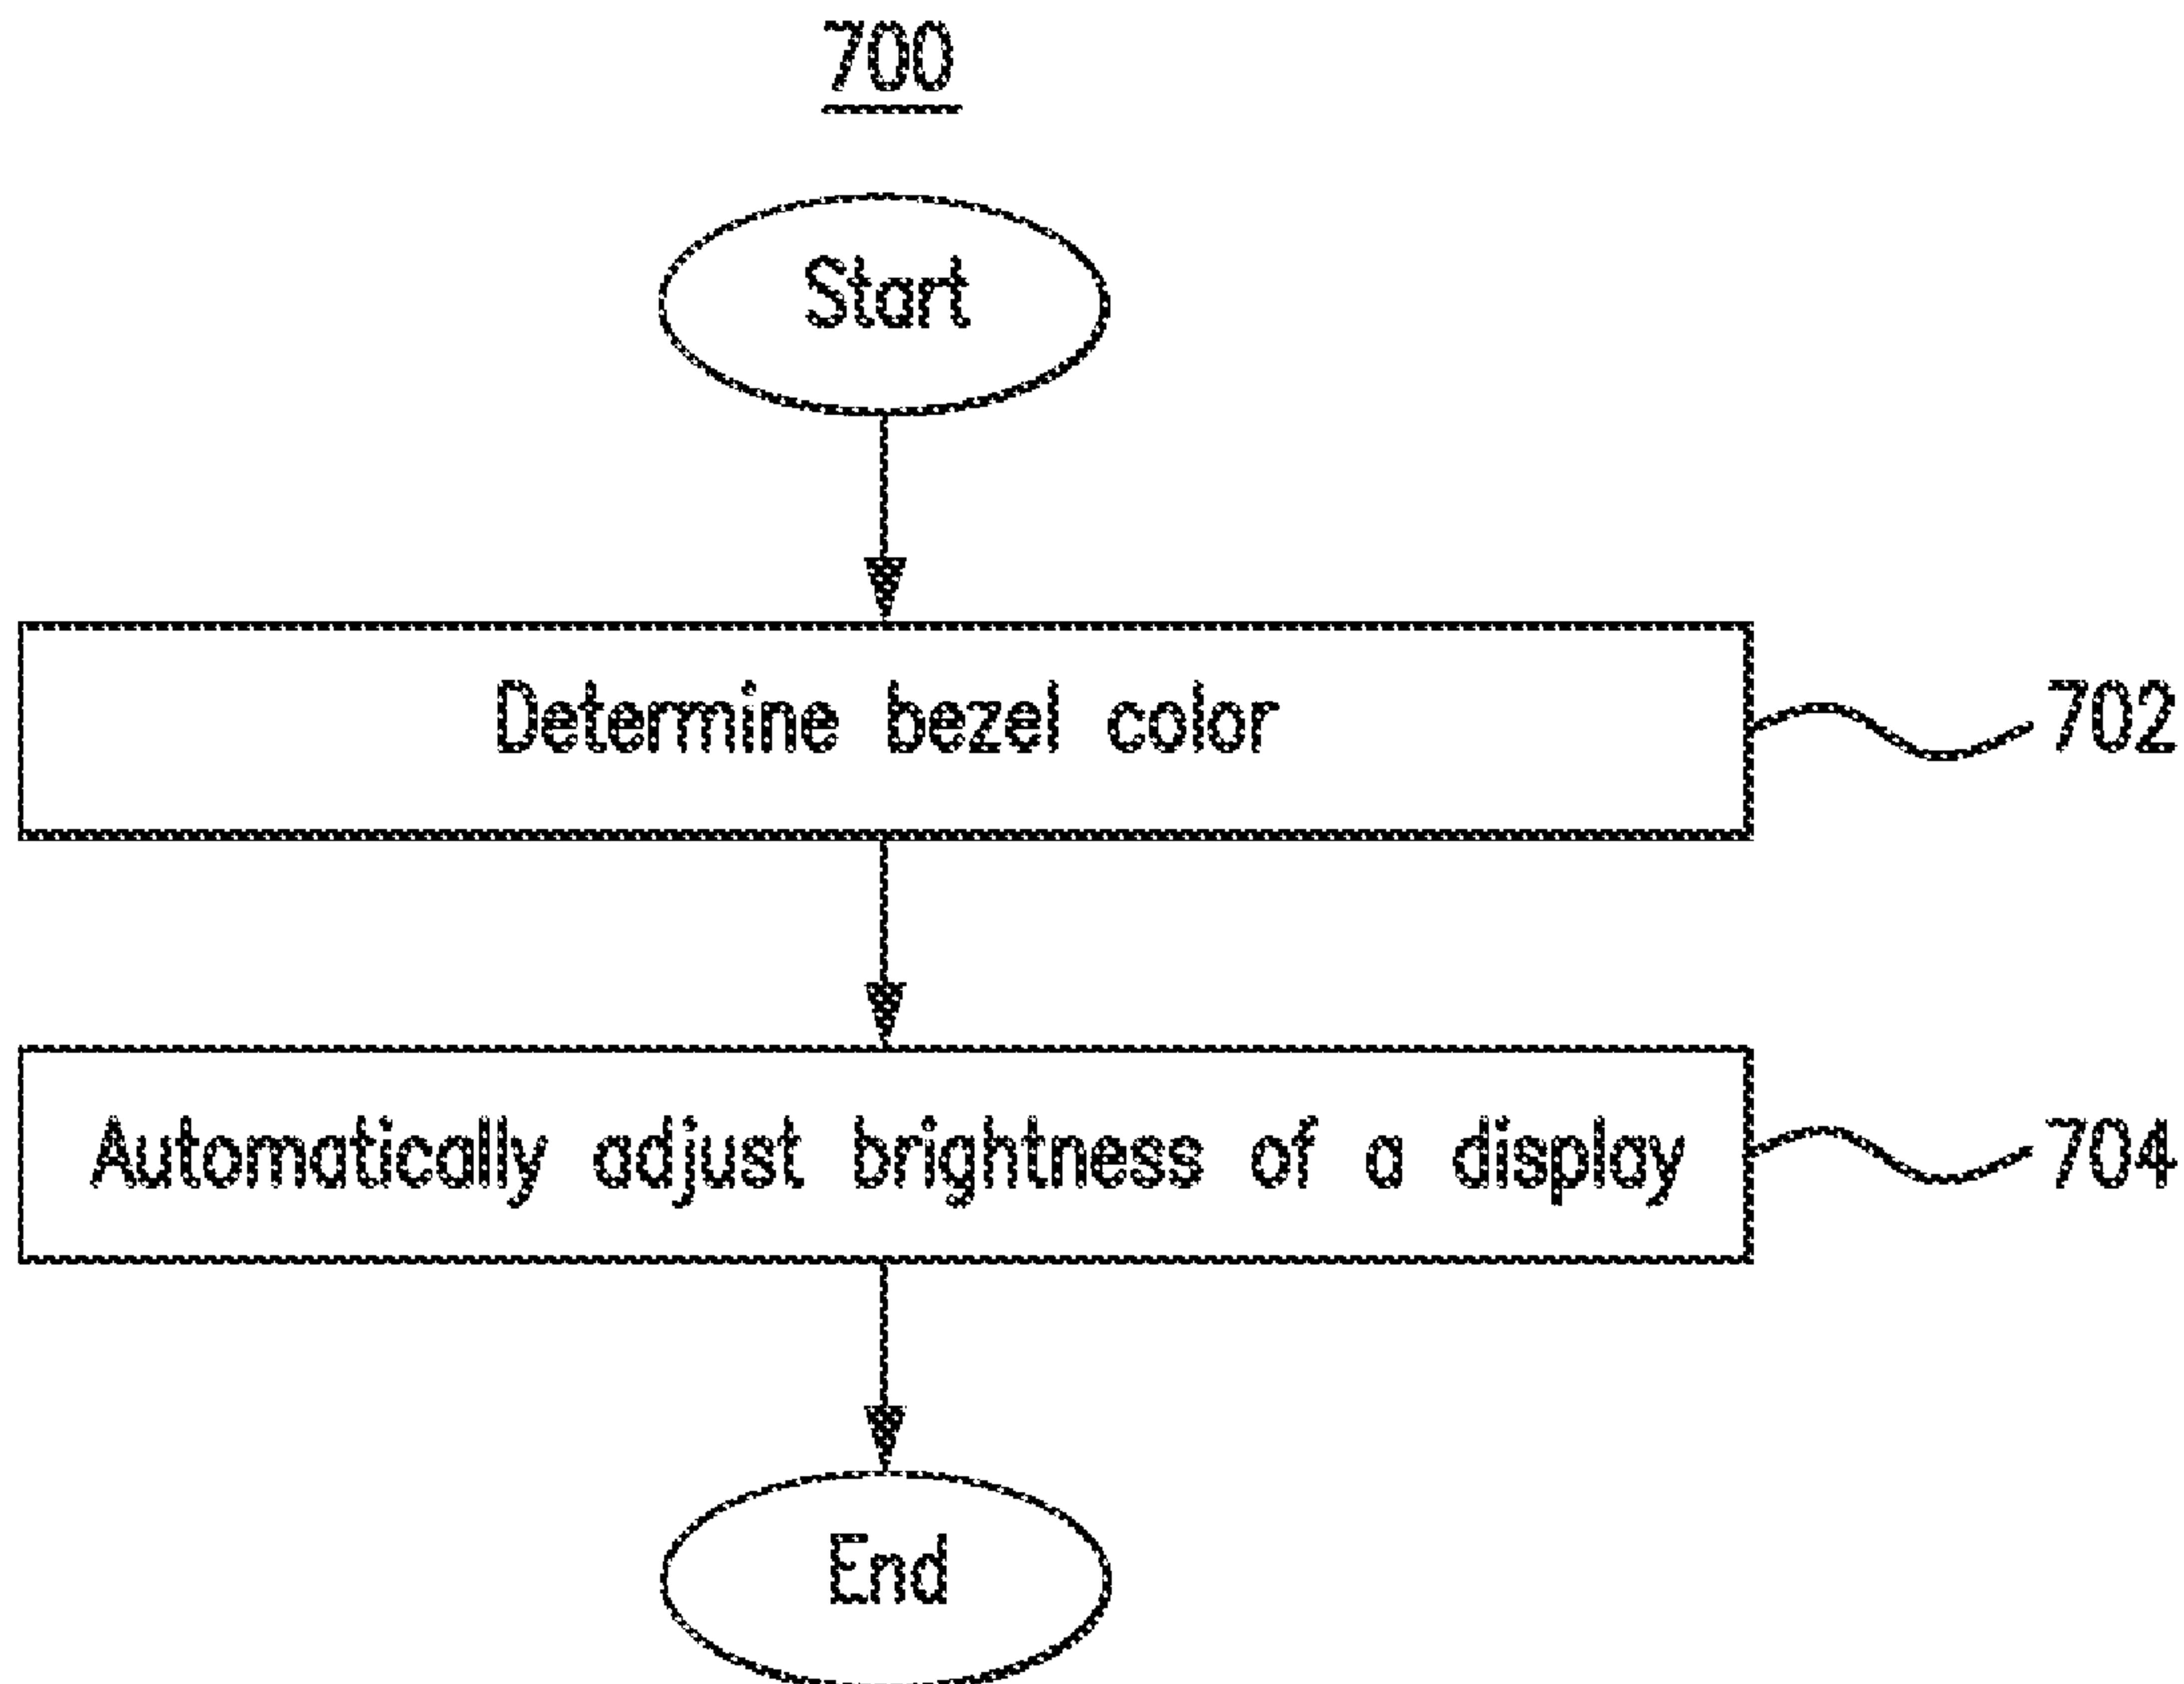 700
Start
Determine bezel color
702
Automatically adjust brightness of a display
704
End